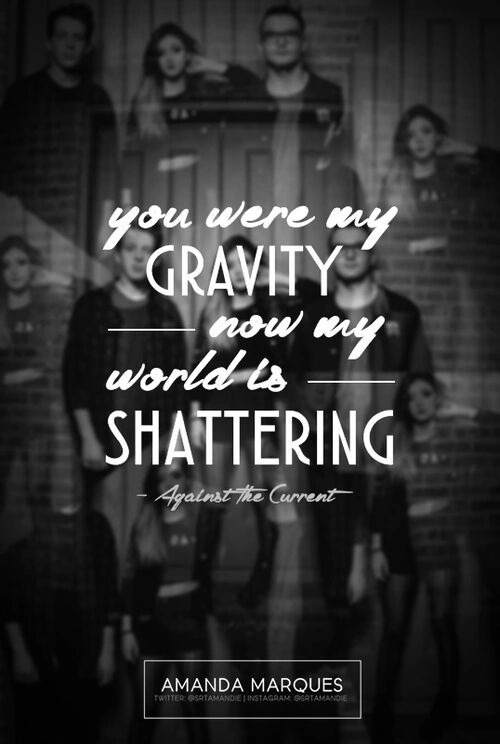 you were my
GRAVITY
now my
world is
SHATTERING
- Against the Current
AMANDA MARQUES
TWITTER: @SRTAMANDIE | INSTAGRAM: @SRTAMANDIE